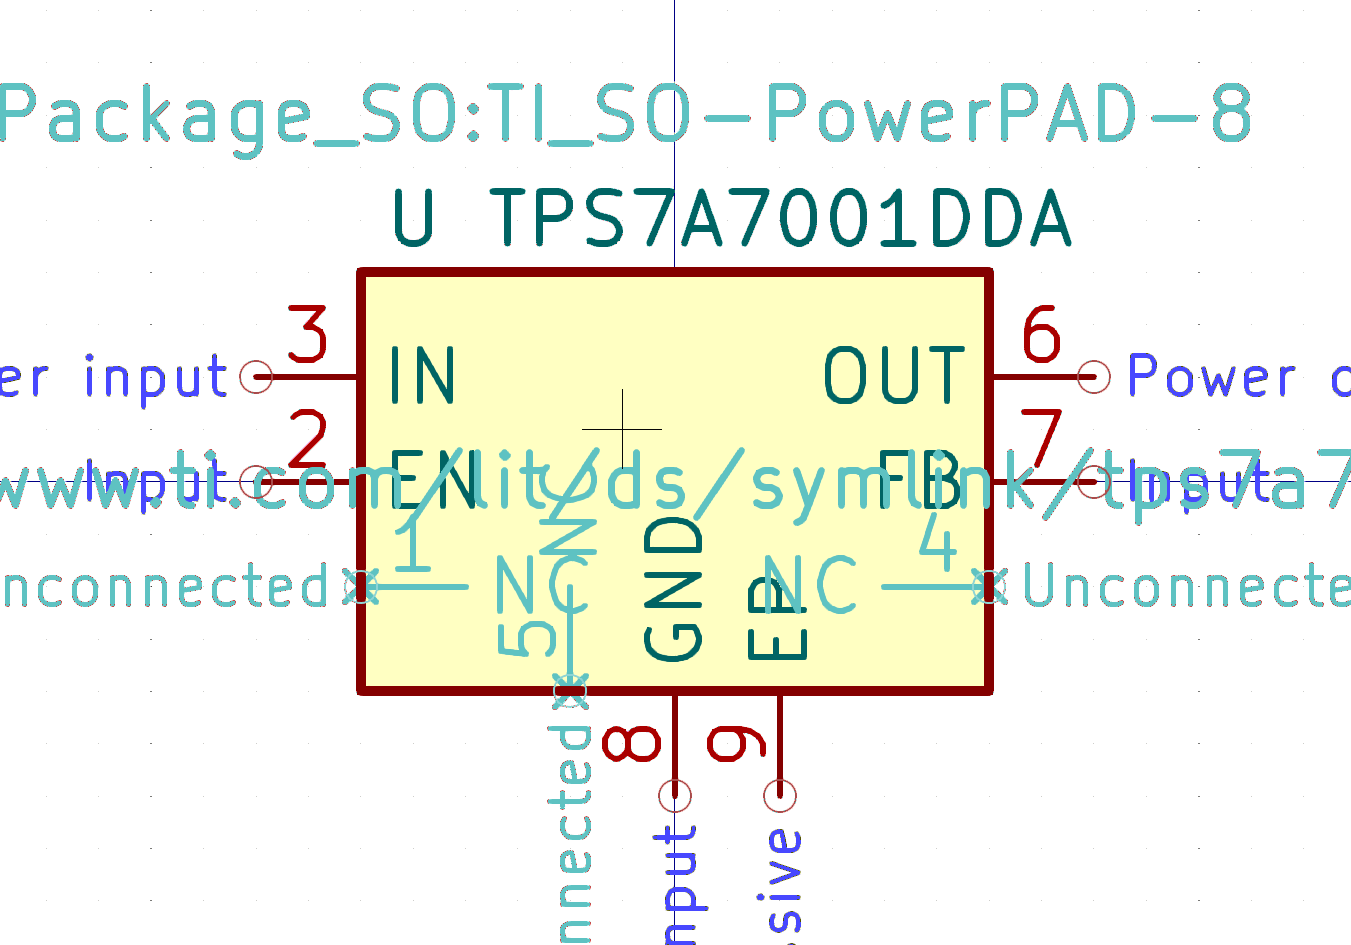 Package_SO:TI_SO-PowerPAD-8
U TPS7A7001DDA
3 6
er input IN OUT Power o
2 7
Input EN FB Input
www.ti.com/lit/ds/symlink/tps7a7
1 4
nconnected NC NC NC Unconnecte
5 GND EP
8 9
nnected nput ssive